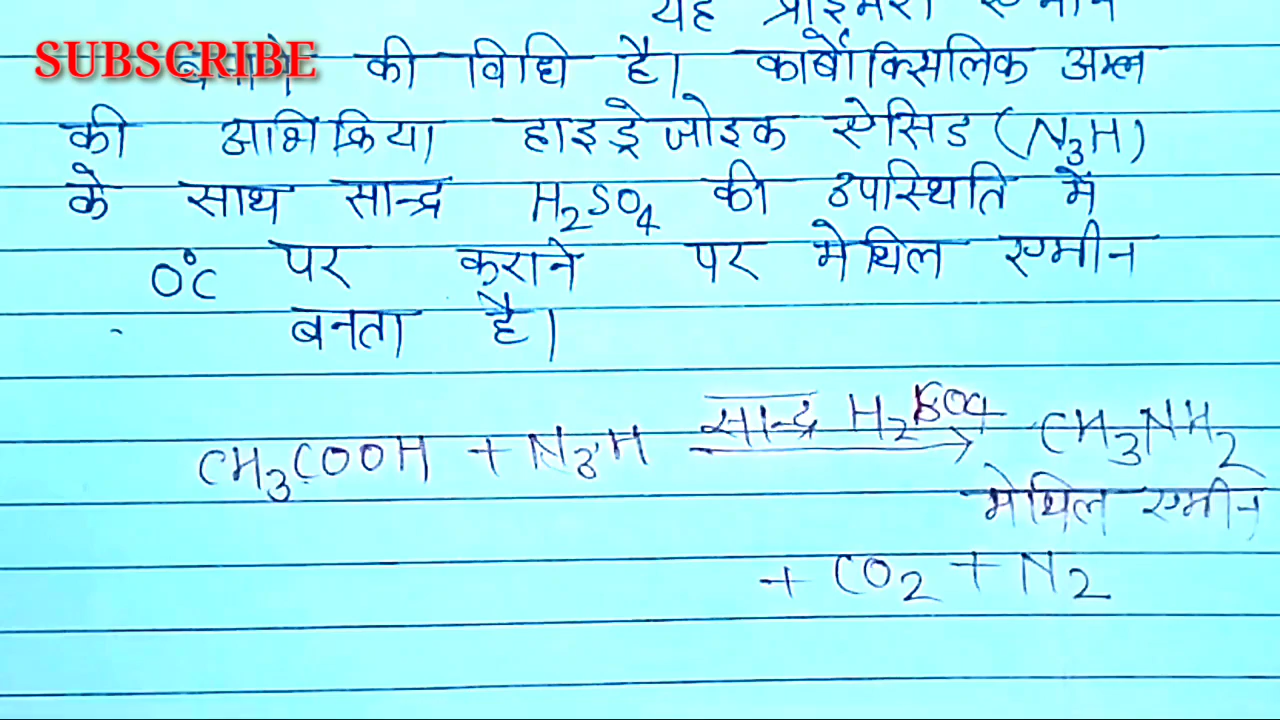 यह प्राइमरी एमीन
SUBSCRIBE
की विधि है। कार्बोक्सिलिक अम्ल
की अभिक्रिया हाइड्रेजोइक ऐसिड (N₃H)
के साथ सान्द्र H₂SO₄ की उपस्थिति में
0°C पर कराने पर मेथिल एमीन
बनता है।
CH₃COOH + N₃H सान्द्र H₂SO₄ → CH₃NH₂
मेथिल एमीन
+ CO₂ + N₂